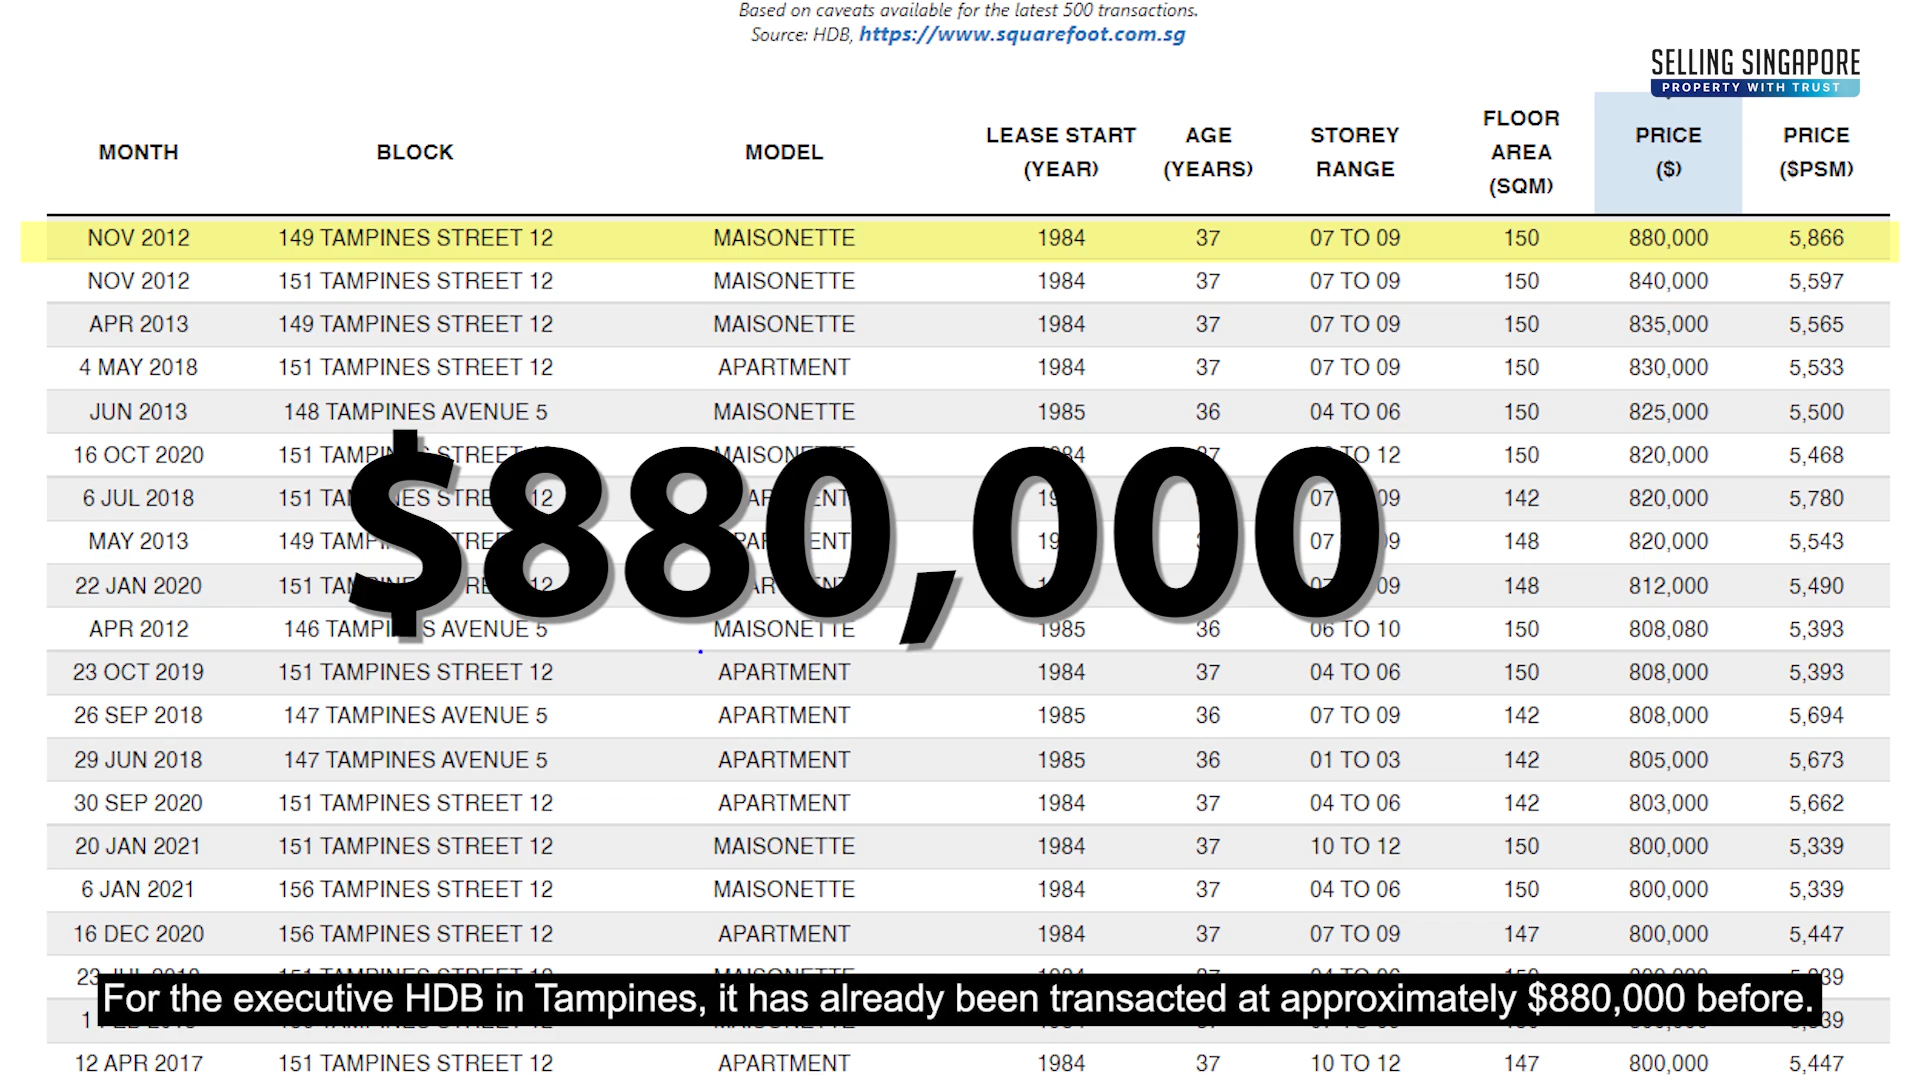 Based on caveats available for the latest 500 transactions.
Source: HDB, https://www.squarefoot.com.sg
SELLING SINGAPORE
PROPERTY WITH TRUST
MONTH BLOCK MODEL LEASE START (YEAR) AGE (YEARS) STOREY RANGE FLOOR AREA (SQM) PRICE ($) PRICE ($PSM)
NOV 2012 149 TAMPINES STREET 12 MAISONETTE 1984 37 07 TO 09 150 880,000 5,866
NOV 2012 151 TAMPINES STREET 12 MAISONETTE 1984 37 07 TO 09 150 840,000 5,597
APR 2013 149 TAMPINES STREET 12 MAISONETTE 1984 37 07 TO 09 150 835,000 5,565
4 MAY 2018 151 TAMPINES STREET 12 APARTMENT 1984 37 07 TO 09 150 830,000 5,533
JUN 2013 148 TAMPINES AVENUE 5 MAISONETTE 1985 36 04 TO 06 150 825,000 5,500
16 OCT 2020 151 TO 12 150 820,000 5,468
6 JUL 2018 151 12 07 09 142 820,000 5,780
MAY 2013 149 07 148 820,000 5,543
22 JAN 2020 151 12 09 148 812,000 5,490
APR 2012 146 AVENUE 5 MAISONETTE 1985 36 06 TO 10 150 808,080 5,393
$880,000
23 OCT 2019 151 TAMPINES STREET 12 APARTMENT 1984 37 04 TO 06 150 808,000 5,393
26 SEP 2018 147 TAMPINES AVENUE 5 APARTMENT 1985 36 07 TO 09 142 808,000 5,694
29 JUN 2018 147 TAMPINES AVENUE 5 APARTMENT 1985 36 01 TO 03 142 805,000 5,673
30 SEP 2020 151 TAMPINES STREET 12 APARTMENT 1984 37 04 TO 06 142 803,000 5,662
20 JAN 2021 151 TAMPINES STREET 12 MAISONETTE 1984 37 10 TO 12 150 800,000 5,339
6 JAN 2021 156 TAMPINES STREET 12 MAISONETTE 1984 37 04 TO 06 150 800,000 5,339
16 DEC 2020 156 TAMPINES STREET 12 APARTMENT 1984 37 07 TO 09 147 800,000 5,447
For the executive HDB in Tampines, it has already been transacted at approximately $880,000 before.
12 APR 2017 151 TAMPINES STREET 12 APARTMENT 1984 37 10 TO 12 147 800,000 5,447